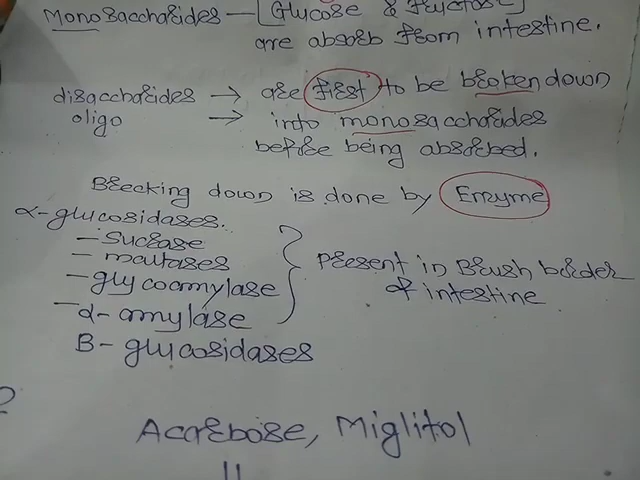 Monosaccharides — [Glucose & Fructose]
are absorb from intestine.
disaccharides → are first to be broken down
oligo → into monosaccharides
before being absorbed.
Brecking down is done by Enzyme
α-glucosidases.
- Sucrase
- maltases
- glycoamylase
- α-amylase
present in Brush border
of intestine
B-glucosidases
?
Acarbose, Miglitol